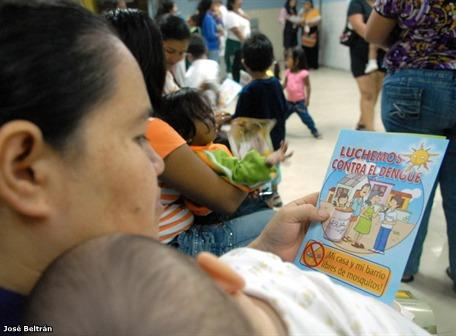 LUCHEMOS
CONTRA EL DENGUE
¡Mi casa y mi barrio
libres de mosquitos!
José Beltrán